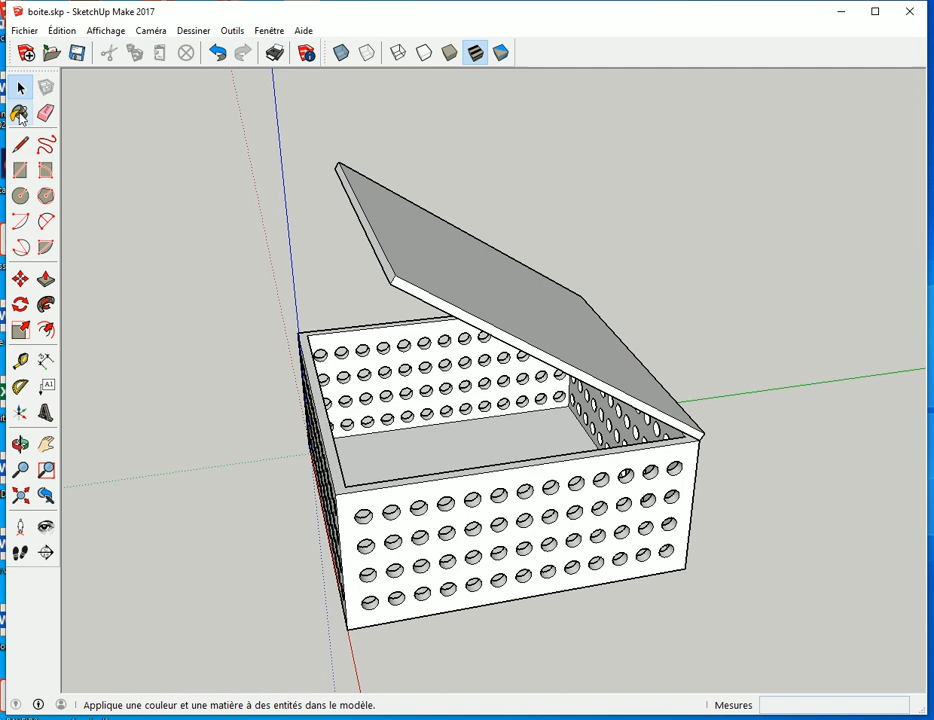 boite.skp - SketchUp Make 2017
Fichier Édition Affichage Caméra Dessiner Outils Fenêtre Aide
A1
Applique une couleur et une matière à des entités dans le modèle.
Mesures